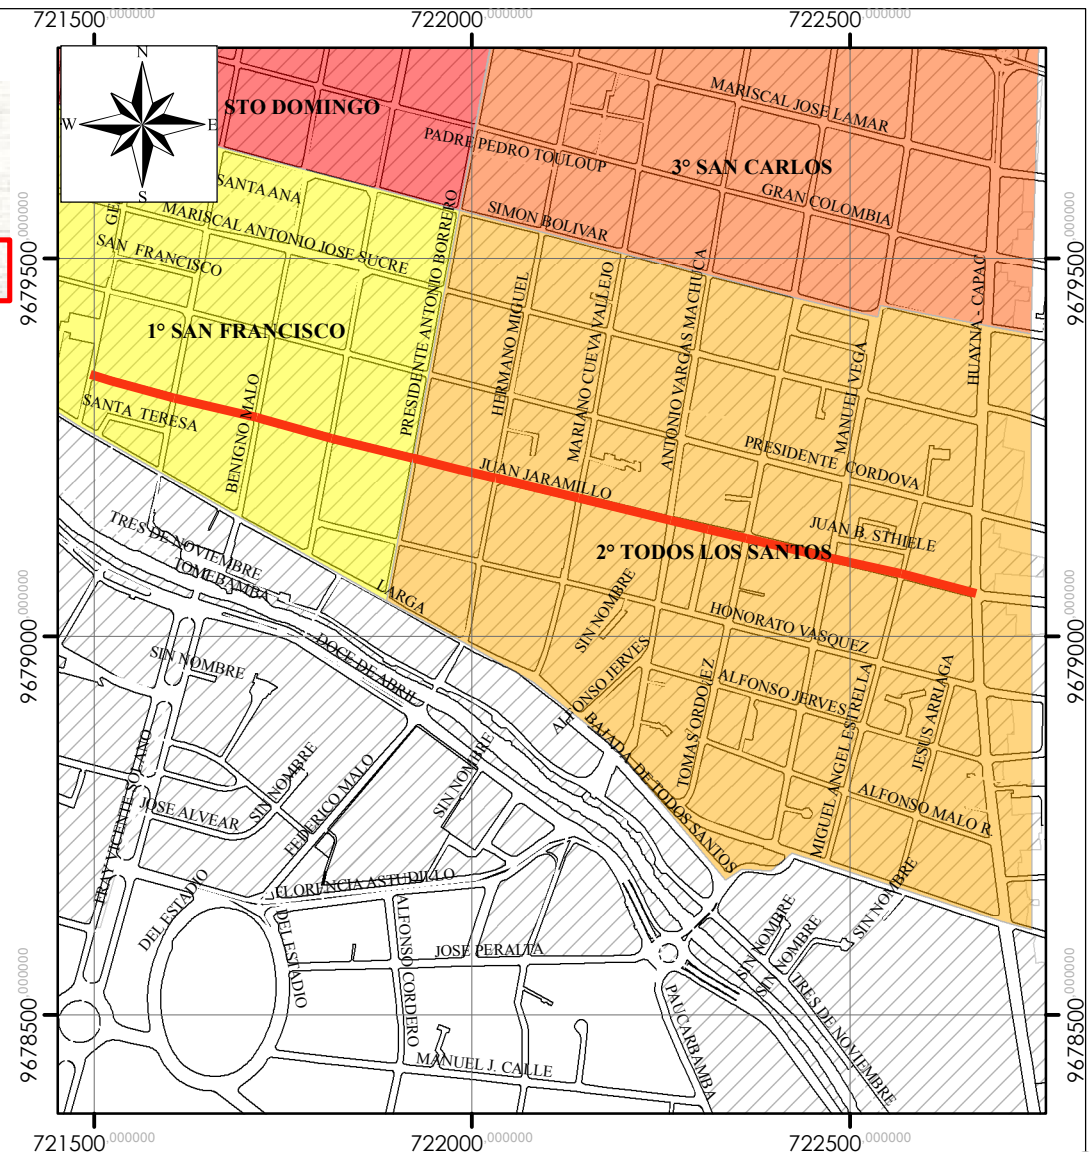 721500,000000
722000,000000
722500,000000
N
W
E
S
STO DOMINGO
MARISCAL JOSE LAMAR
PADRE PEDRO TOULOUP
3° SAN CARLOS
GRAN COLOMBIA
SANTA ANA
SIMON BOLIVAR
MARISCAL ANTONIO JOSE SUCRE
SAN FRANCISCO
GE
9679500,000000
9679500,000000
PRESIDENTE ANTONIO BORRERO
HERMANO MIGUEL
MARIANO CUEVA VALLEJO
ANTONIO VARGAS MACHUCA
MANUEL VEGA
HUAYNA - CAPAC
1° SAN FRANCISCO
SANTA TERESA
BENIGNO MALO
JUAN JARAMILLO
PRESIDENTE CORDOVA
JUAN B. STHIELE
2° TODOS LOS SANTOS
TRES DE NOVIEMBRE
TOMEBAMBA
LARGA
SIN NOMBRE
HONORATO VASQUEZ
9679000,000000
9679000,000000
SIN NOMBRE
DOCE DE ABRIL
ALFONSO JERVES
ALFONSO JERVES
TOMAS ORDOÑEZ
MIGUEL ANGEL ESTRELLA
JESUS ARRIAGA
BAJADA DE TODOS SANTOS
FRAY VICENTE SOLANO
SIN NOMBRE
FEDERICO MALO
SIN NOMBRE
JOSE ALVEAR
ALFONSO MALO R.
FLORENCIA ASTUDILLO
DEL ESTADIO
DEL ESTADIO
ALFONSO CORDERO
JOSE PERALTA
SIN NOMBRE
SIN NOMBRE
SIN NOMBRE
TRES DE NOVIEMBRE
PAUCARBAMBA
9678500,000000
9678500,000000
MANUEL J. CALLE
721500,000000
722000,000000
722500,000000